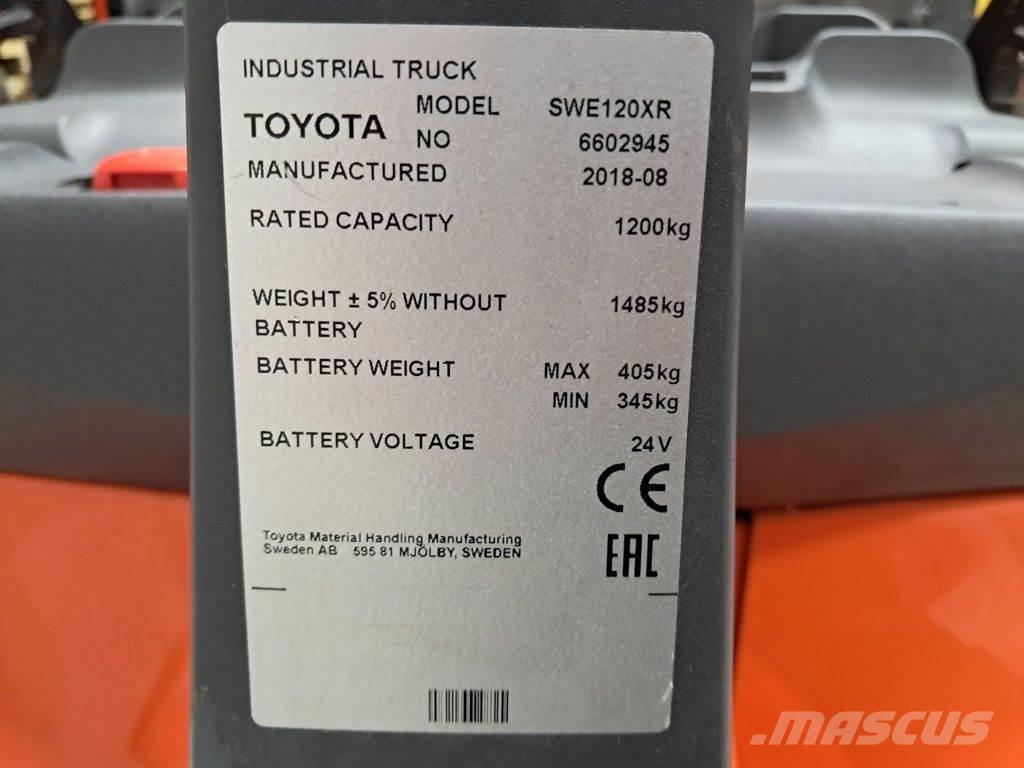 INDUSTRIAL TRUCK
TOYOTA MODEL SWE120XR
NO 6602945
MANUFACTURED 2018-08
RATED CAPACITY 1200kg
WEIGHT ± 5% WITHOUT 1485kg
BATTERY
BATTERY WEIGHT MAX 405kg
MIN 345kg
BATTERY VOLTAGE 24V
CE
Toyota Material Handling Manufacturing
Sweden AB 595 81 MJÖLBY, SWEDEN
EAC
MASCUS